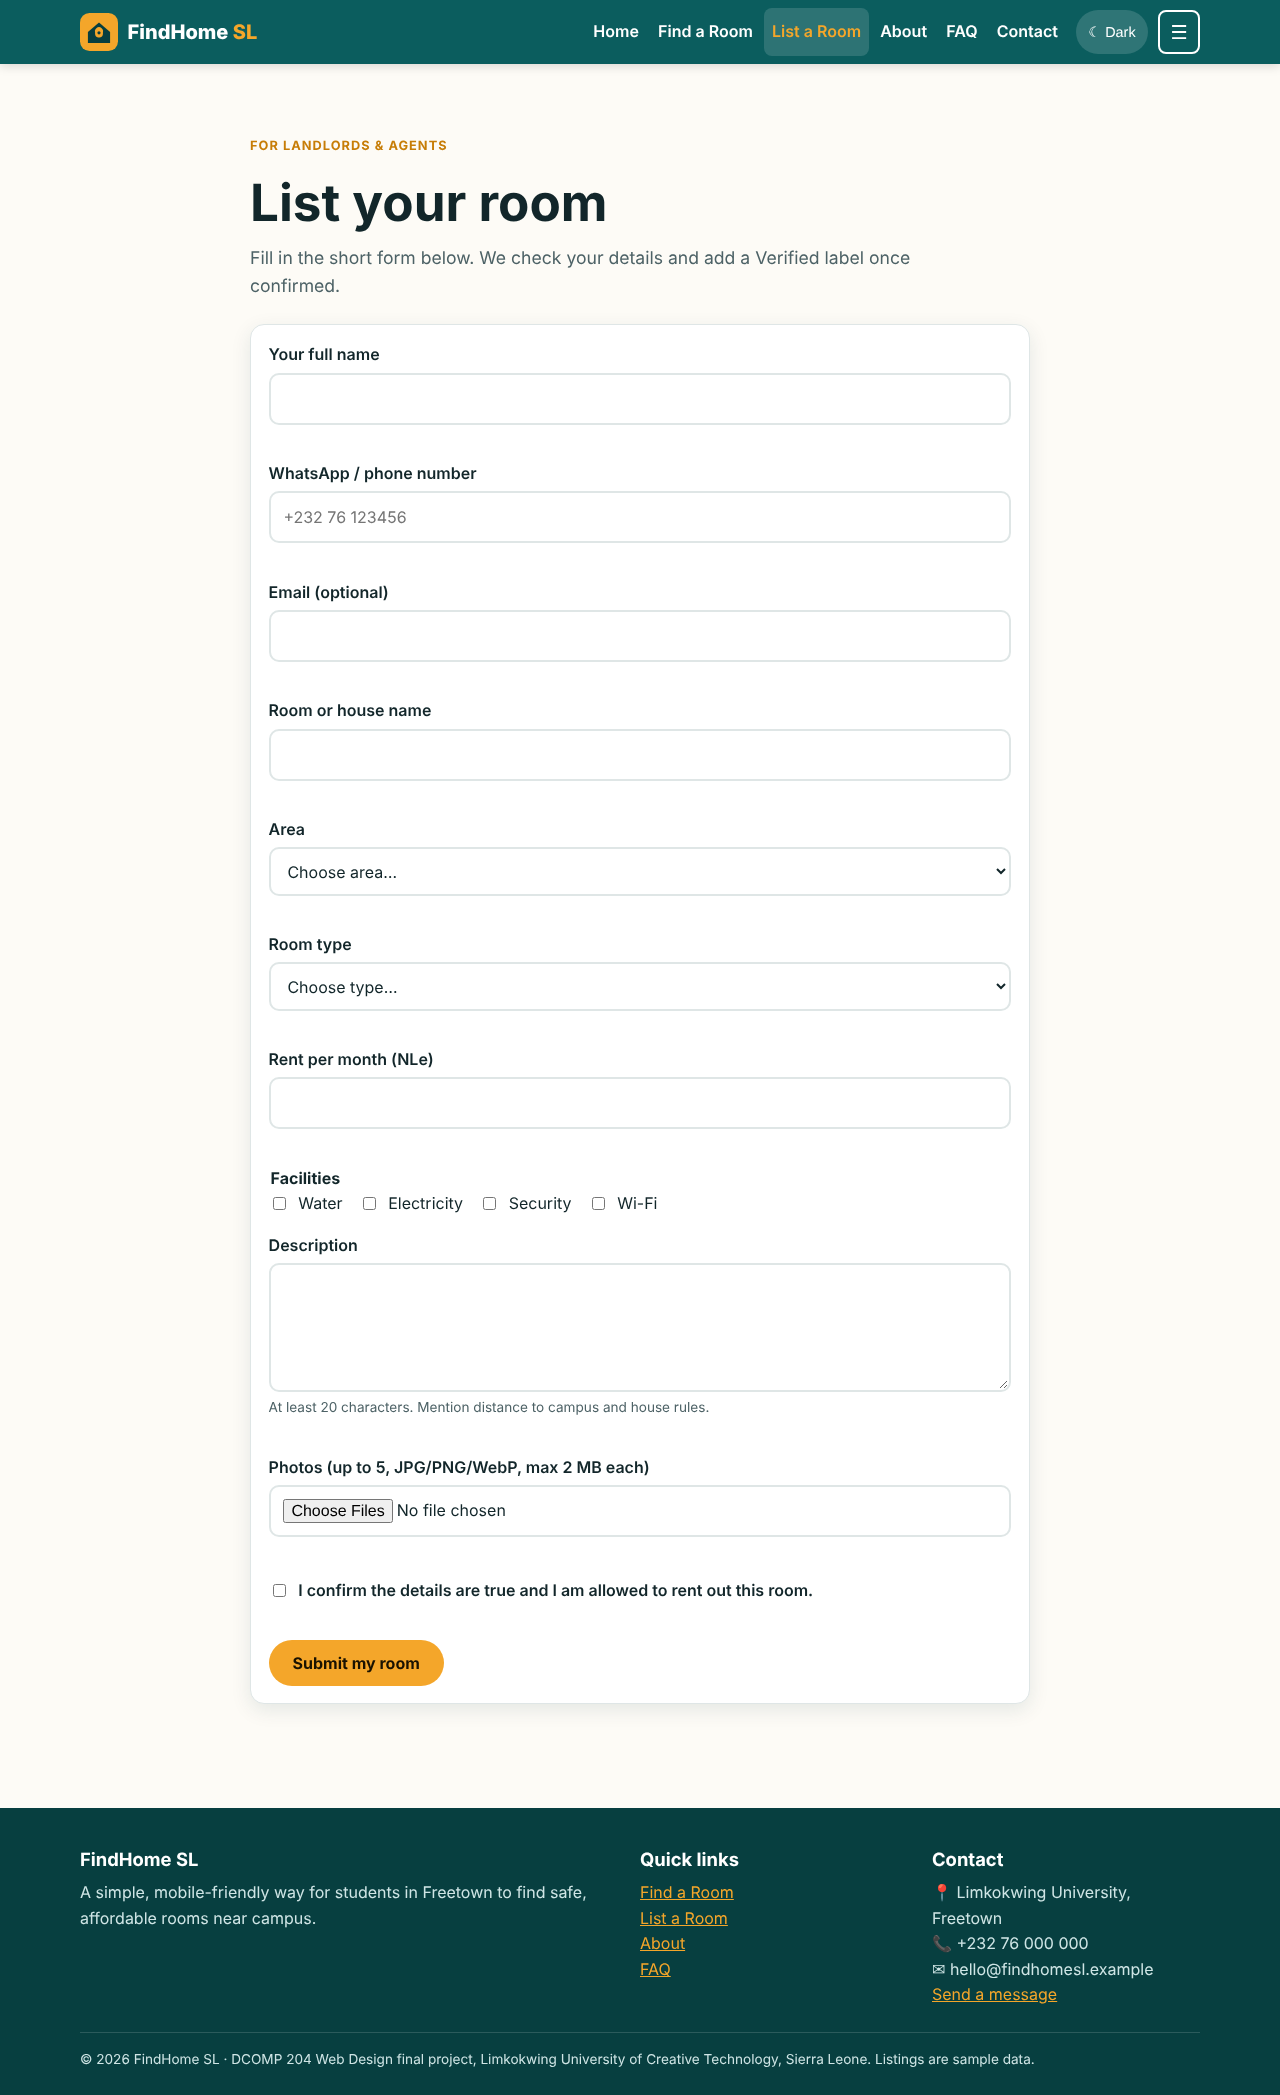 FindHome SL
Home Find a Room List a Room About FAQ Contact ☾ Dark ☰
FOR LANDLORDS & AGENTS
List your room
Fill in the short form below. We check your details and add a Verified label once
confirmed.
Your full name
WhatsApp / phone number
+232 76 123456
Email (optional)
Room or house name
Area
Choose area...
Room type
Choose type...
Rent per month (NLe)
Facilities
Water Electricity Security Wi-Fi
Description
At least 20 characters. Mention distance to campus and house rules.
Photos (up to 5, JPG/PNG/WebP, max 2 MB each)
Choose Files No file chosen
I confirm the details are true and I am allowed to rent out this room.
Submit my room
FindHome SL
A simple, mobile-friendly way for students in Freetown to find safe,
affordable rooms near campus.
Quick links
Find a Room
List a Room
About
FAQ
Contact
📍 Limkokwing University,
Freetown
📞 +232 76 000 000
✉ hello@findhomesl.example
Send a message
© 2026 FindHome SL · DCOMP 204 Web Design final project, Limkokwing University of Creative Technology, Sierra Leone. Listings are sample data.